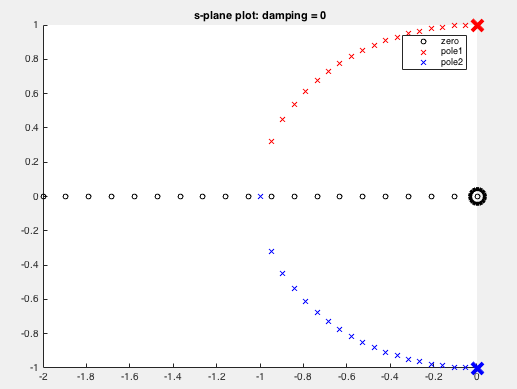 s-plane plot: damping = 0
1
0.8
0.6
0.4
0.2
0
-0.2
-0.4
-0.6
-0.8
-1
zero
pole1
pole2
-2 -1.8 -1.6 -1.4 -1.2 -1 -0.8 -0.6 -0.4 -0.2 0